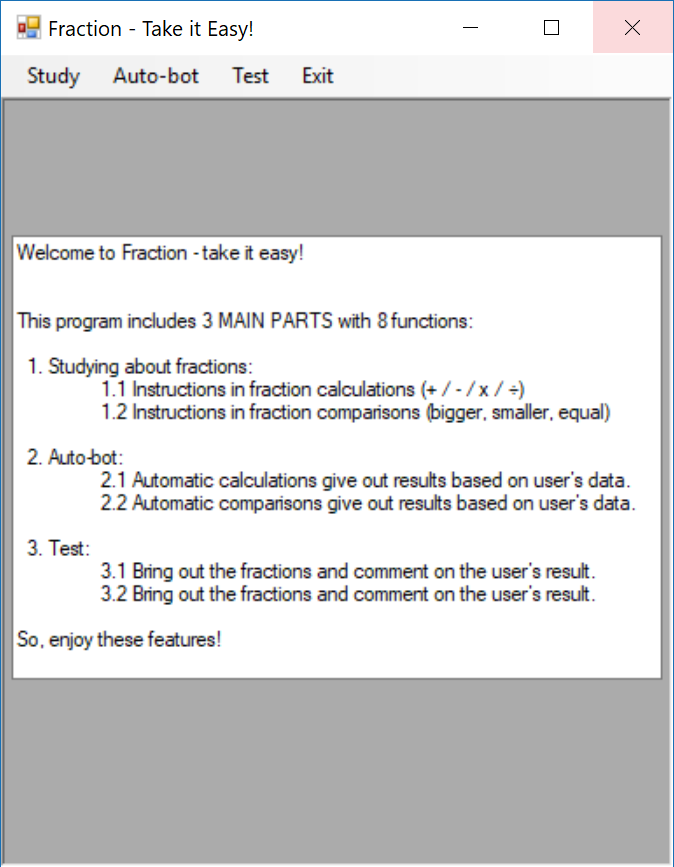 Fraction - Take it Easy!
Study Auto-bot Test Exit
Welcome to Fraction - take it easy!
This program includes 3 MAIN PARTS with 8 functions:
1. Studying about fractions:
1.1 Instructions in fraction calculations (+ / - / x / ÷)
1.2 Instructions in fraction comparisons (bigger, smaller, equal)
2. Auto-bot:
2.1 Automatic calculations give out results based on user's data.
2.2 Automatic comparisons give out results based on user's data.
3. Test:
3.1 Bring out the fractions and comment on the user's result.
3.2 Bring out the fractions and comment on the user's result.
So, enjoy these features!